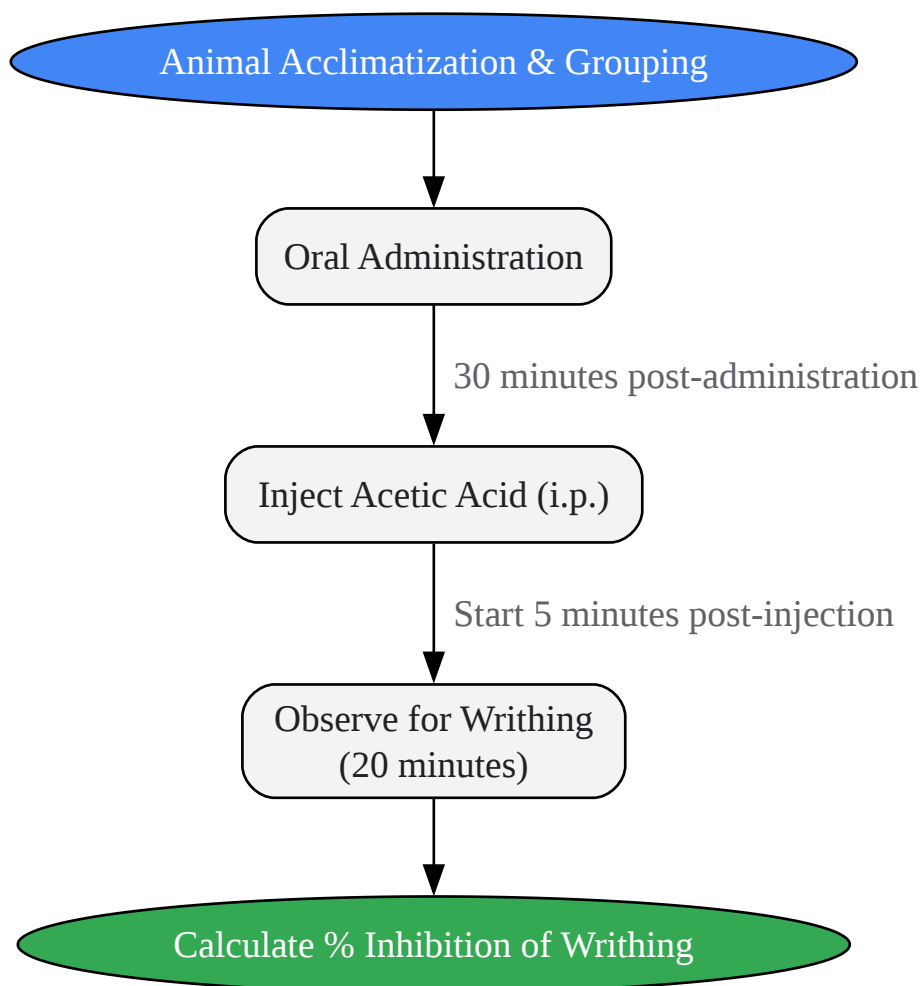 Animal Acclimatization & Grouping
Oral Administration
30 minutes post-administration
Inject Acetic Acid (i.p.)
Start 5 minutes post-injection
Observe for Writhing
(20 minutes)
Calculate % Inhibition of Writhing